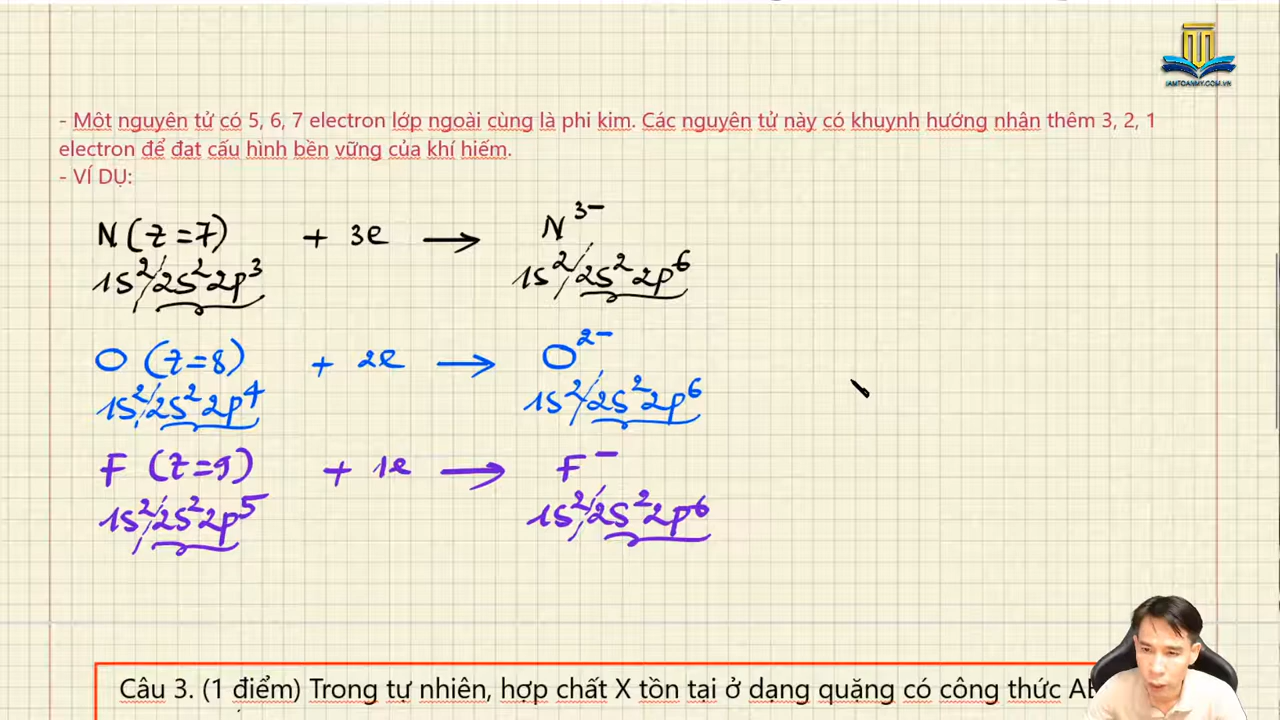 IAMTOANMY.COM.VN
- Một nguyên tử có 5, 6, 7 electron lớp ngoài cùng là phi kim. Các nguyên tử này có khuynh hướng nhận thêm 3, 2, 1
electron để đạt cấu hình bền vững của khí hiếm.
- VÍ DỤ:
N (Z=7) + 3e → N³⁻
1s²/2s²2p³ 1s²/2s²2p⁶
O (Z=8) + 2e → O²⁻
1s²/2s²2p⁴ 1s²/2s²2p⁶
F (Z=9) + 1e → F⁻
1s²/2s²2p⁵ 1s²/2s²2p⁶
Câu 3. (1 điểm) Trong tự nhiên, hợp chất X tồn tại ở dạng quặng có công thức